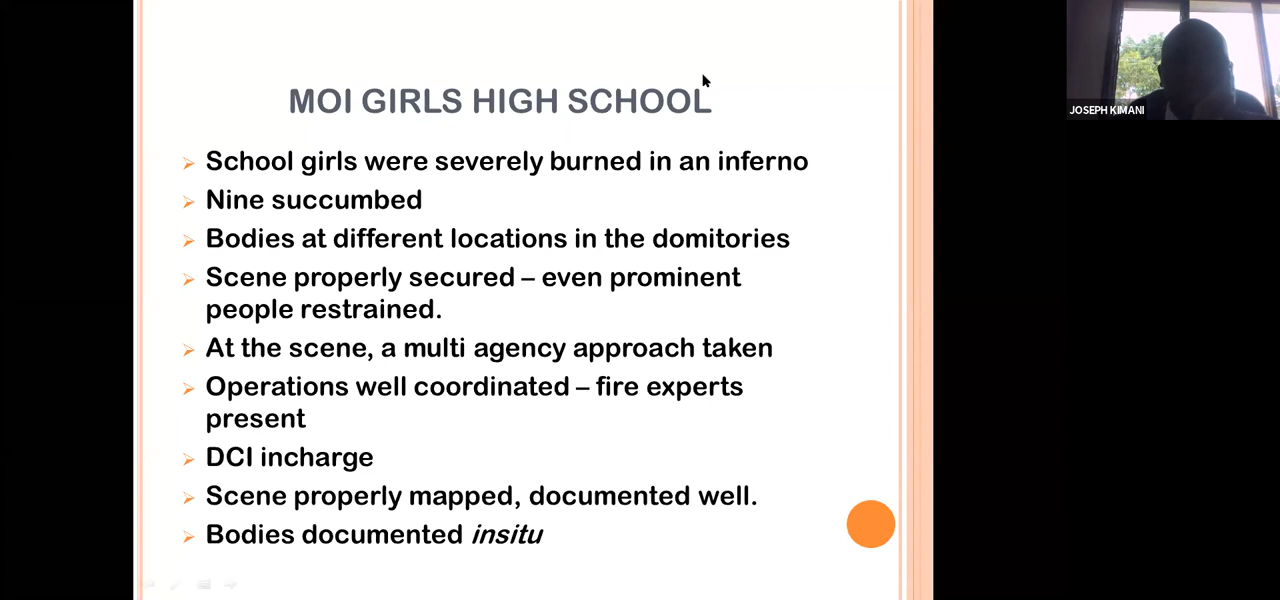 MOI GIRLS HIGH SCHOOL
School girls were severely burned in an inferno
Nine succumbed
Bodies at different locations in the domitories
Scene properly secured – even prominent
people restrained.
At the scene, a multi agency approach taken
Operations well coordinated – fire experts
present
DCI incharge
Scene properly mapped, documented well.
Bodies documented insitu
JOSEPH KIMANI